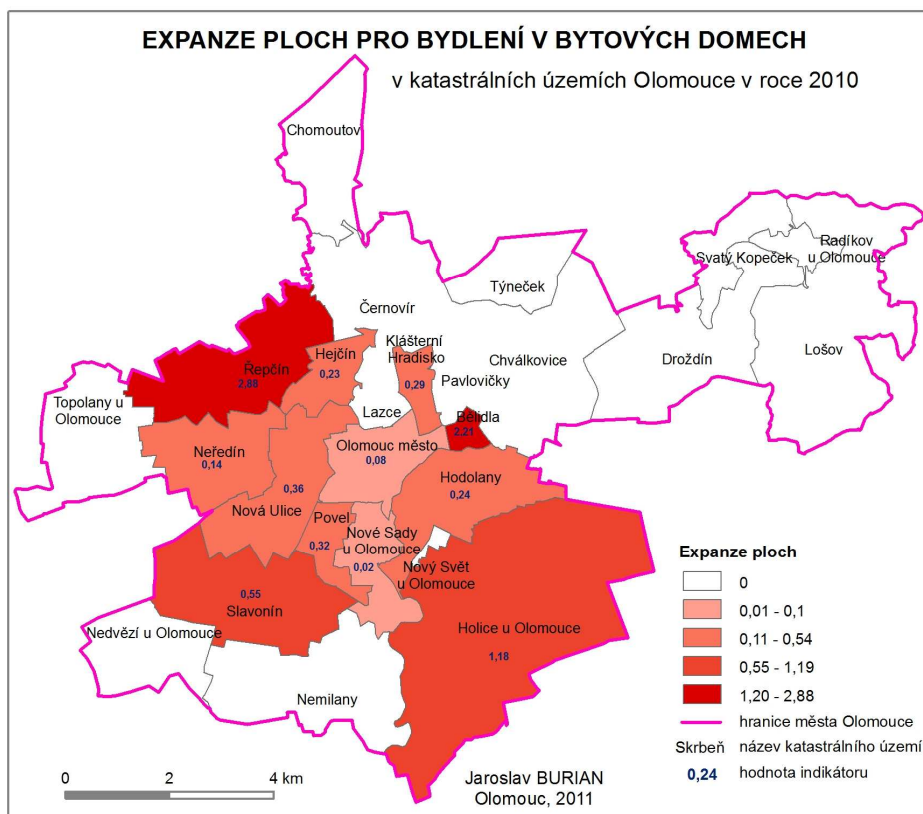 EXPANZE PLOCH PRO BYDLENÍ V BYTOVÝCH DOMECH
v katastrálních územích Olomouce v roce 2010
Chomoutov
Radíkov
u Olomouce
Svatý Kopeček
Týneček
Černovír
Klášterní
Hradisko
0,29
Hejčín
0,23
Chválkovice
Droždín
Lošov
Řepčín
2,88
Pavlovičky
Topolany u
Olomouce
Lazce
Bělidla
2,21
Olomouc město
0,08
Neředín
0,14
Hodolany
0,24
0,36
Nová Ulice
Povel
0,32
Nové Sady
u Olomouce
0,02
Nový Svět
u Olomouce
0,55
Slavonín
Nedvězí u Olomouce
Holice u Olomouce
1,18
Nemilany
Expanze ploch
0
0,01 - 0,1
0,11 - 0,54
0,55 - 1,19
1,20 - 2,88
hranice města Olomouce
Skrbeň název katastrálního území
0,24 hodnota indikátoru
0 2 4 km
Jaroslav BURIAN
Olomouc, 2011